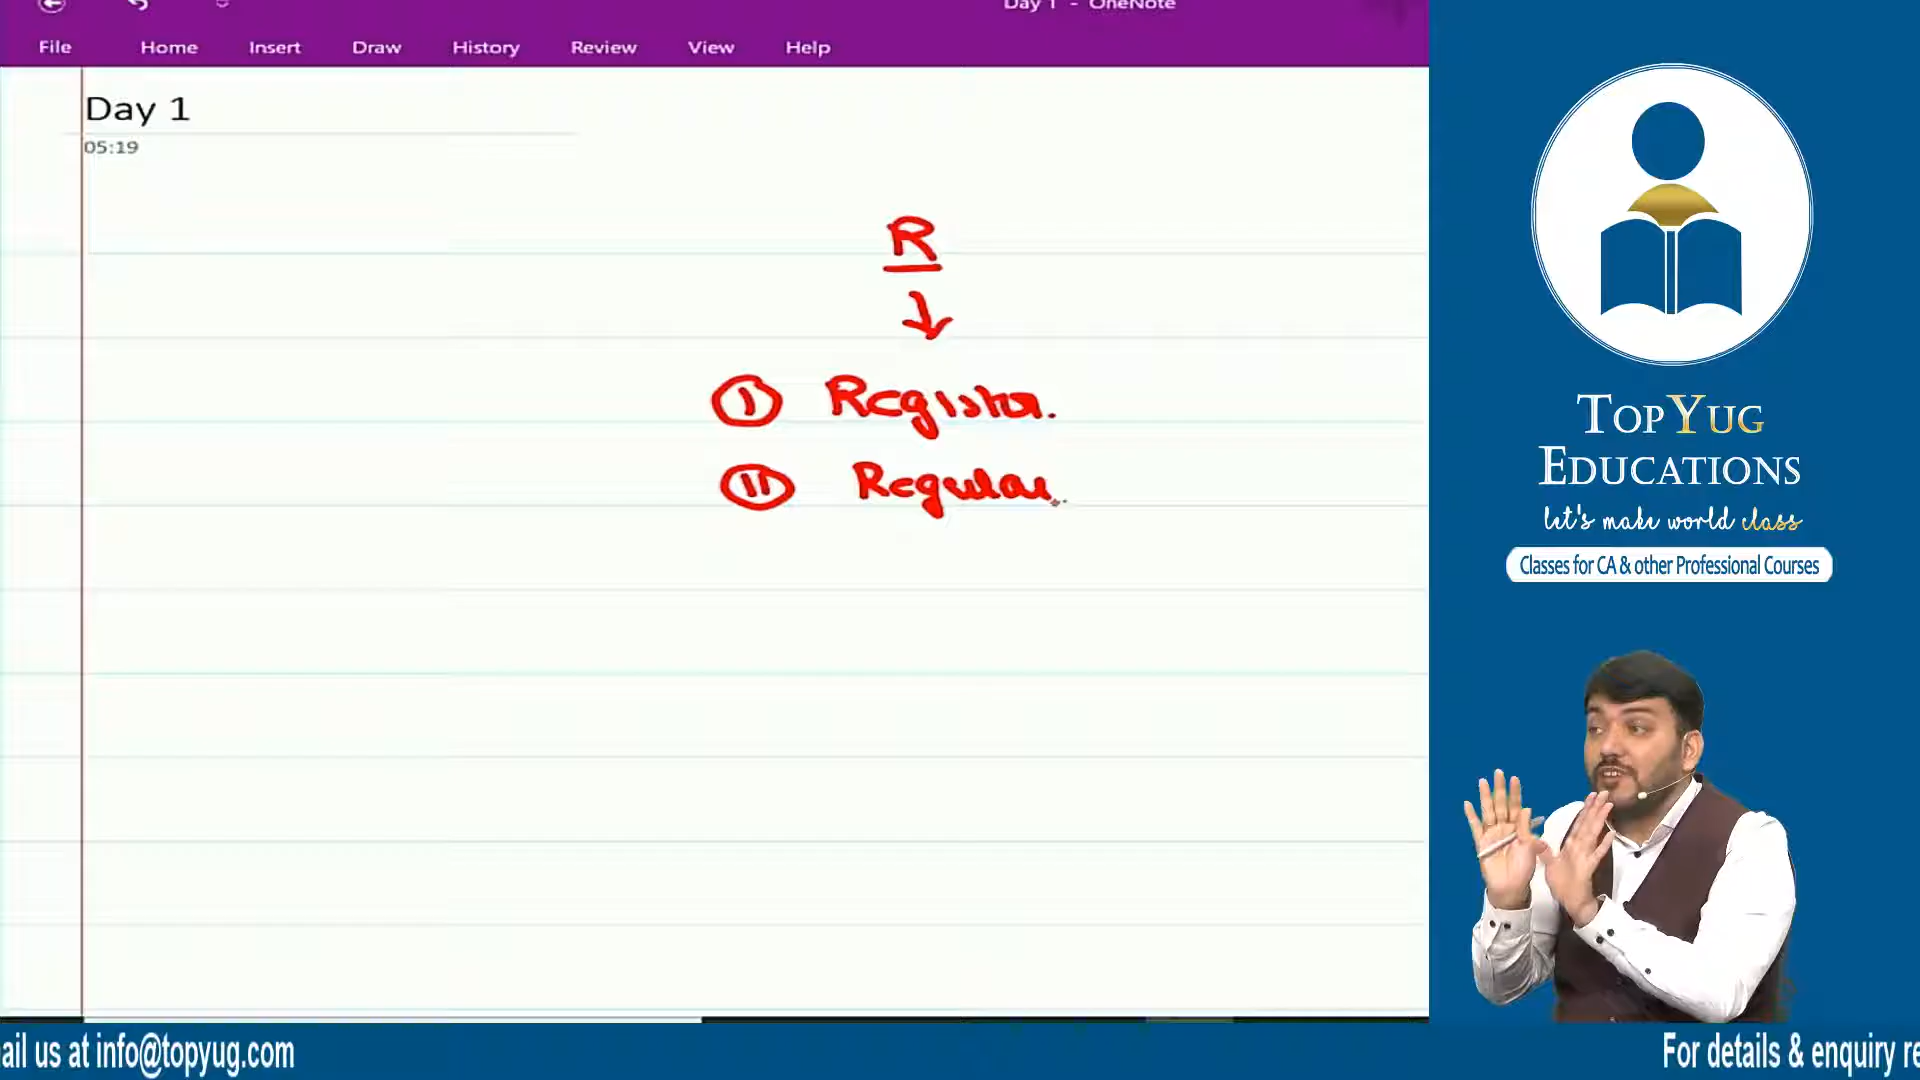 Day 1 - OneNote
File Home Insert Draw History Review View Help
Day 1
05:19
R
I Register.
II Regular
TOPYUG
EDUCATIONS
let's make world class
Classes for CA & other Professional Courses
ail us at info@topyug.com
For details & enquiry re